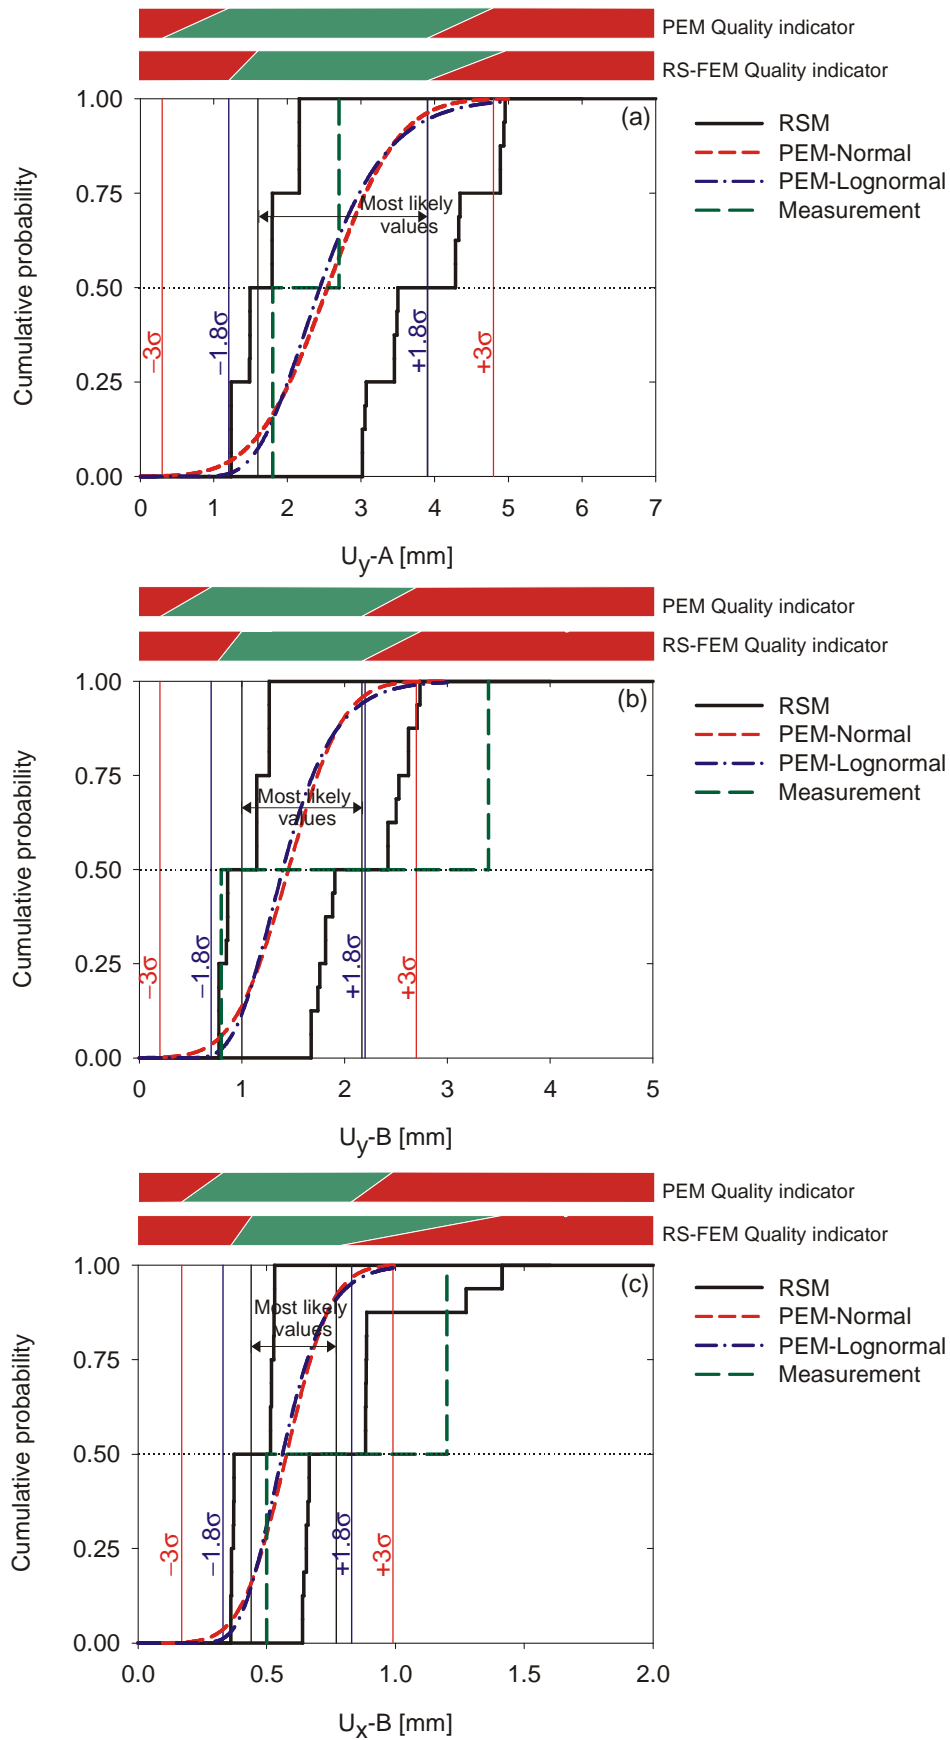 PEM Quality indicator
RS-FEM Quality indicator
1.00
(a)
RSM
PEM-Normal
PEM-Lognormal
Measurement
0.75
Most likely
values
Cumulative probability
0.50
−3σ
−1.8σ
+1.8σ
+3σ
0.25
0.00
0 1 2 3 4 5 6 7
Uy-A [mm]
PEM Quality indicator
RS-FEM Quality indicator
1.00
(b)
RSM
PEM-Normal
PEM-Lognormal
Measurement
0.75
Most likely
values
Cumulative probability
0.50
−3σ
−1.8σ
+1.8σ
+3σ
0.25
0.00
0 1 2 3 4 5
Uy-B [mm]
PEM Quality indicator
RS-FEM Quality indicator
1.00
(c)
RSM
PEM-Normal
PEM-Lognormal
Measurement
Most likely
values
0.75
Cumulative probability
0.50
−3σ
−1.8σ
+1.8σ
+3σ
0.25
0.00
0.0 0.5 1.0 1.5 2.0
Ux-B [mm]